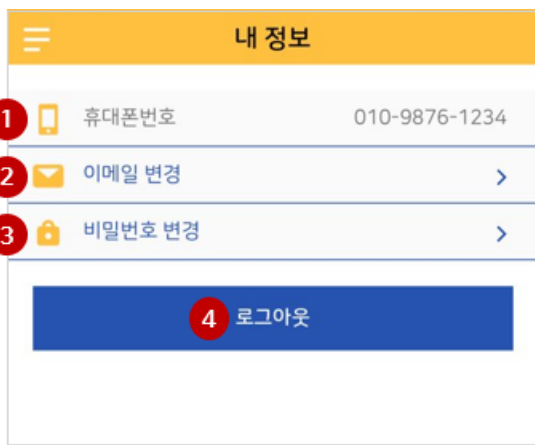 내 정보
1 휴대폰번호 010-9876-1234
2 이메일 변경 >
3 비밀번호 변경 >
4 로그아웃